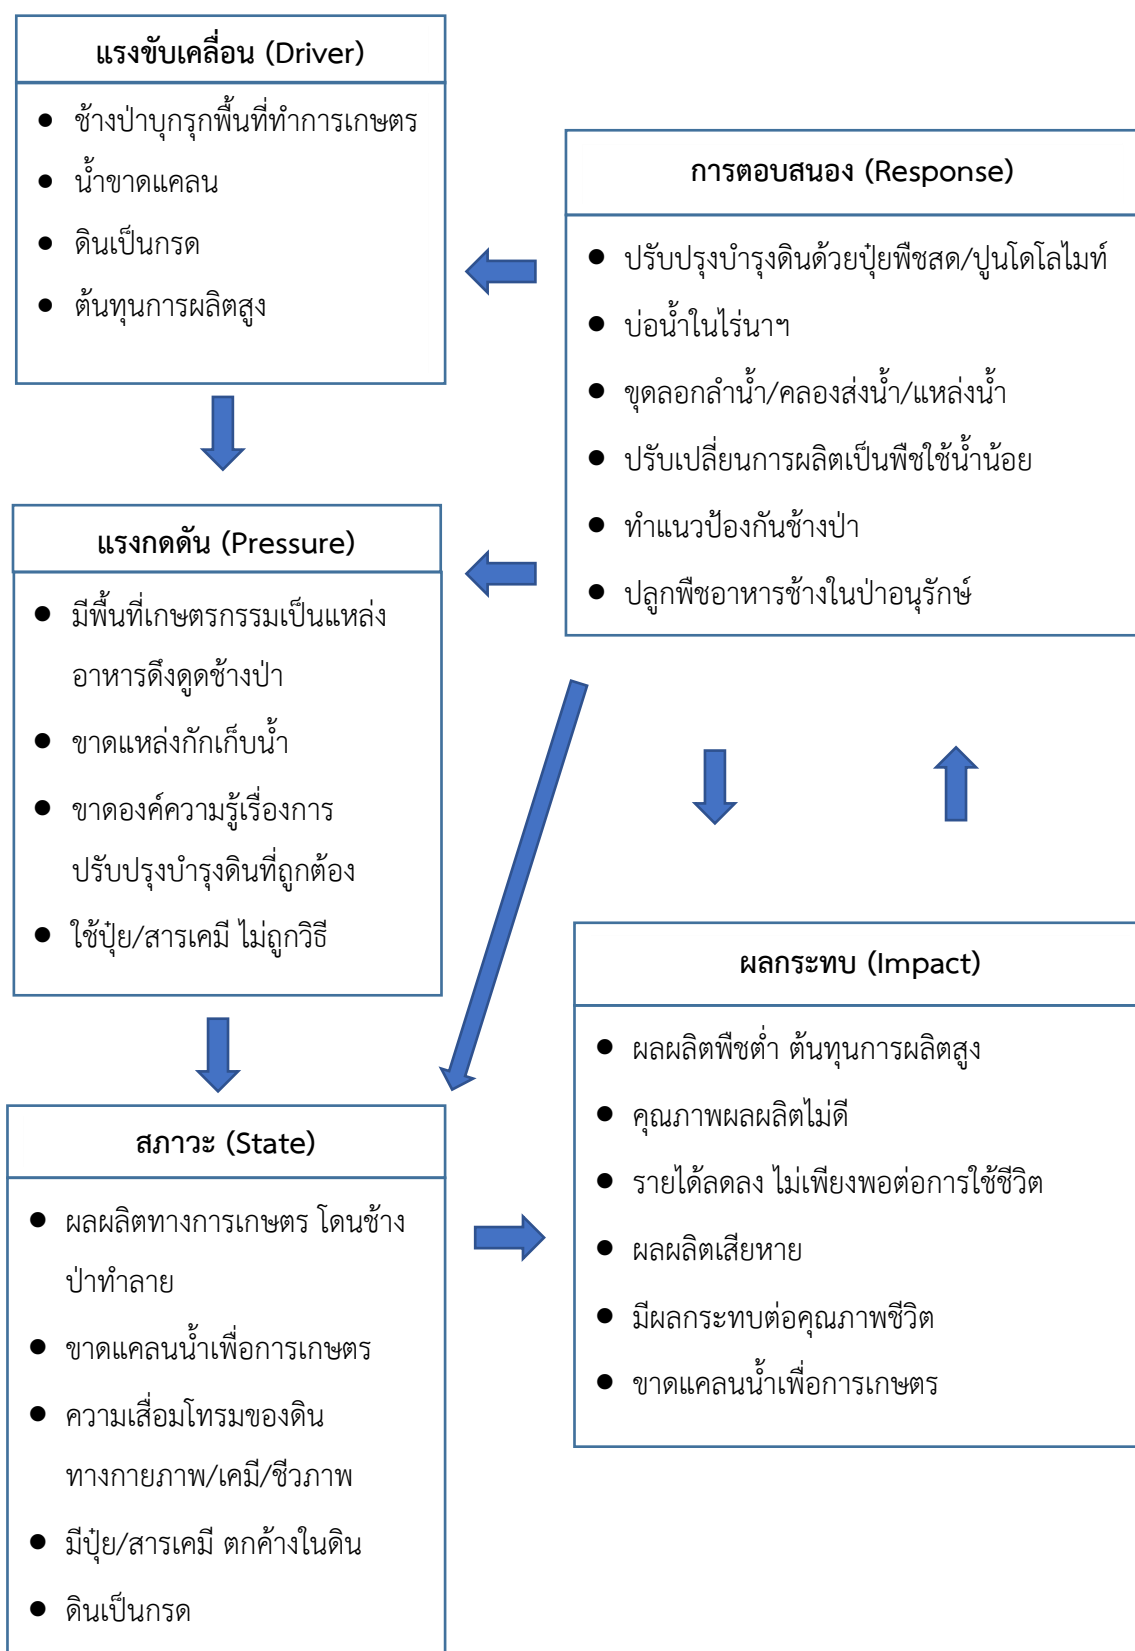 แรงขับเคลื่อน (Driver)
● ช้างป่าบุกรุกพื้นที่ทำการเกษตร
● น้ำขาดแคลน
● ดินเป็นกรด
● ต้นทุนการผลิตสูง
การตอบสนอง (Response)
● ปรับปรุงบำรุงดินด้วยปุ๋ยพืชสด/ปูนโดโลไมท์
● บ่อน้ำในไร่นาฯ
● ขุดลอกลำน้ำ/คลองส่งน้ำ/แหล่งน้ำ
● ปรับเปลี่ยนการผลิตเป็นพืชใช้น้ำน้อย
● ทำแนวป้องกันช้างป่า
● ปลูกพืชอาหารช้างในป่าอนุรักษ์
แรงกดดัน (Pressure)
● มีพื้นที่เกษตรกรรมเป็นแหล่ง
อาหารดึงดูดช้างป่า
● ขาดแหล่งกักเก็บน้ำ
● ขาดองค์ความรู้เรื่องการ
ปรับปรุงบำรุงดินที่ถูกต้อง
● ใช้ปุ๋ย/สารเคมี ไม่ถูกวิธี
ผลกระทบ (Impact)
● ผลผลิตพืชต่ำ ต้นทุนการผลิตสูง
● คุณภาพผลผลิตไม่ดี
● รายได้ลดลง ไม่เพียงพอต่อการใช้ชีวิต
● ผลผลิตเสียหาย
● มีผลกระทบต่อคุณภาพชีวิต
● ขาดแคลนน้ำเพื่อการเกษตร
สภาวะ (State)
● ผลผลิตทางการเกษตร โดนช้าง
ป่าทำลาย
● ขาดแคลนน้ำเพื่อการเกษตร
● ความเสื่อมโทรมของดิน
ทางกายภาพ/เคมี/ชีวภาพ
● มีปุ๋ย/สารเคมี ตกค้างในดิน
● ดินเป็นกรด